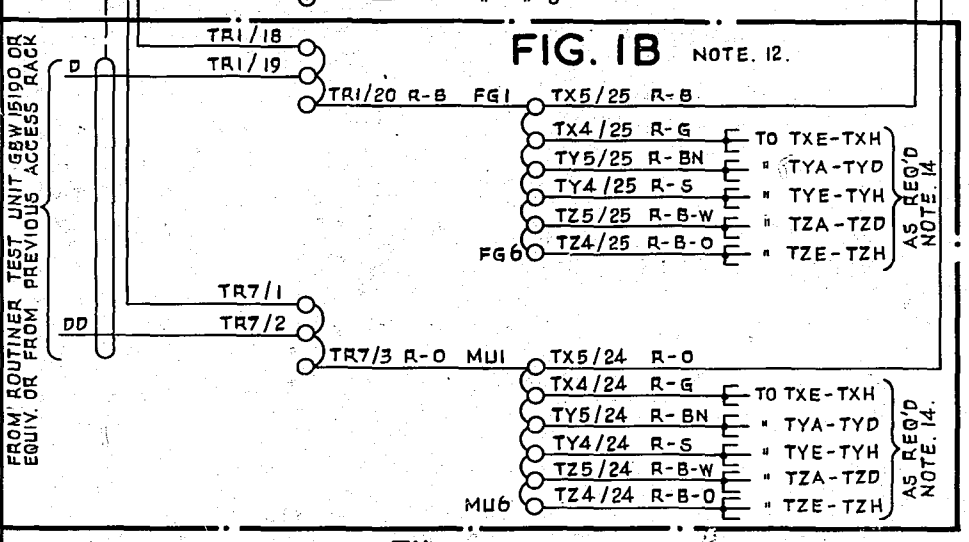 FIG. 1B NOTE. 12.
TR1/18
D TR1/19
TR1/20 R-B FG1 TX5/25 R-B
TX4/25 R-G TO TXE-TXH
TY5/25 R-BN " TYA-TYD
TY4/25 R-S " TYE-TYH
TZ5/25 R-B-W " TZA-TZD
FG6 TZ4/25 R-B-O " TZE-TZH
AS REQ'D
NOTE. 14
FROM ROUTINER TEST UNIT GBW 15190 OR
EQUIV. OR FROM PREVIOUS ACCESS RACK
TR7/1
DD TR7/2
TR7/3 R-O MU1 TX5/24 R-O
TX4/24 R-G TO TXE-TXH
TY5/24 R-BN " TYA-TYD
TY4/24 R-S " TYE-TYH
TZ5/24 R-B-W " TZA-TZD
MU6 TZ4/24 R-B-O " TZE-TZH
AS REQ'D
NOTE. 14.